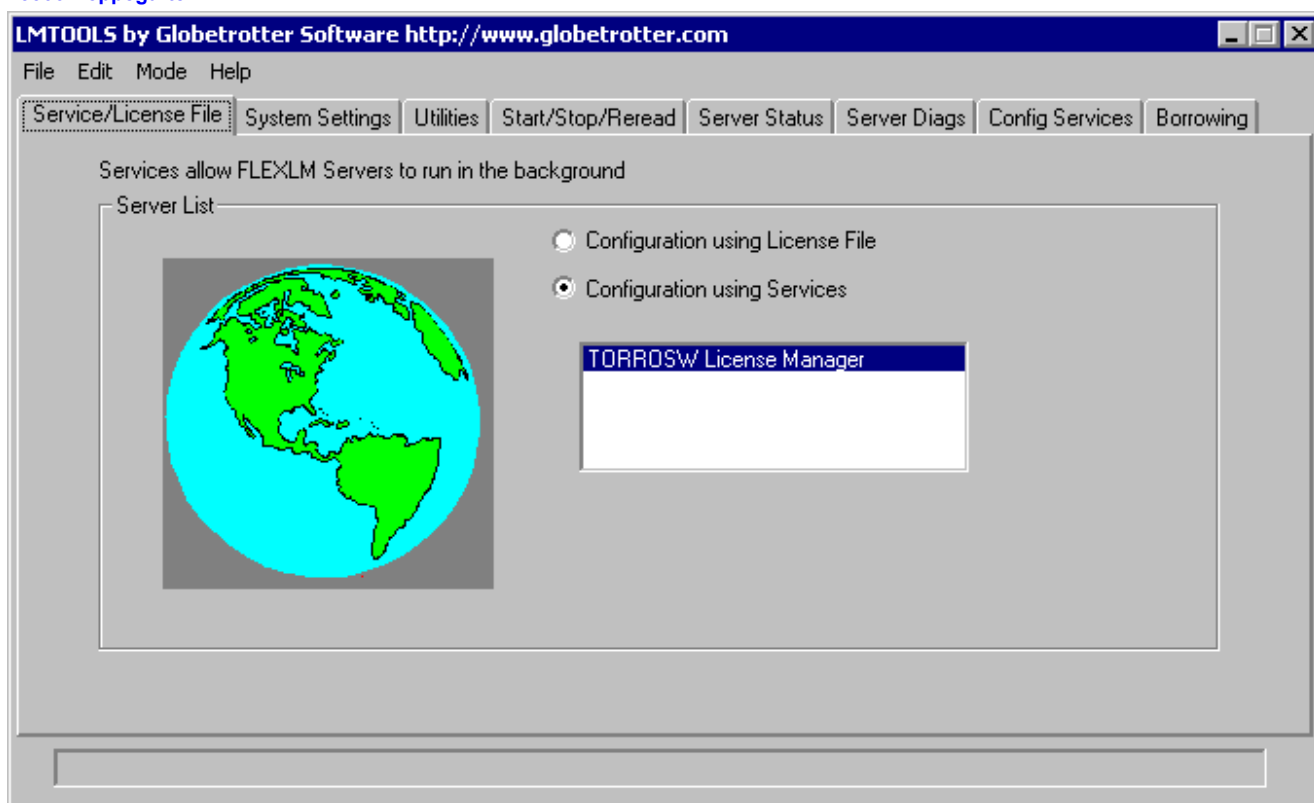 LMTOOLS by Globetrotter Software http://www.globetrotter.com
File Edit Mode Help
Service/License File System Settings Utilities Start/Stop/Reread Server Status Server Diags Config Services Borrowing
Services allow FLEXLM Servers to run in the background
Server List
Configuration using License File
Configuration using Services
TORROSW License Manager